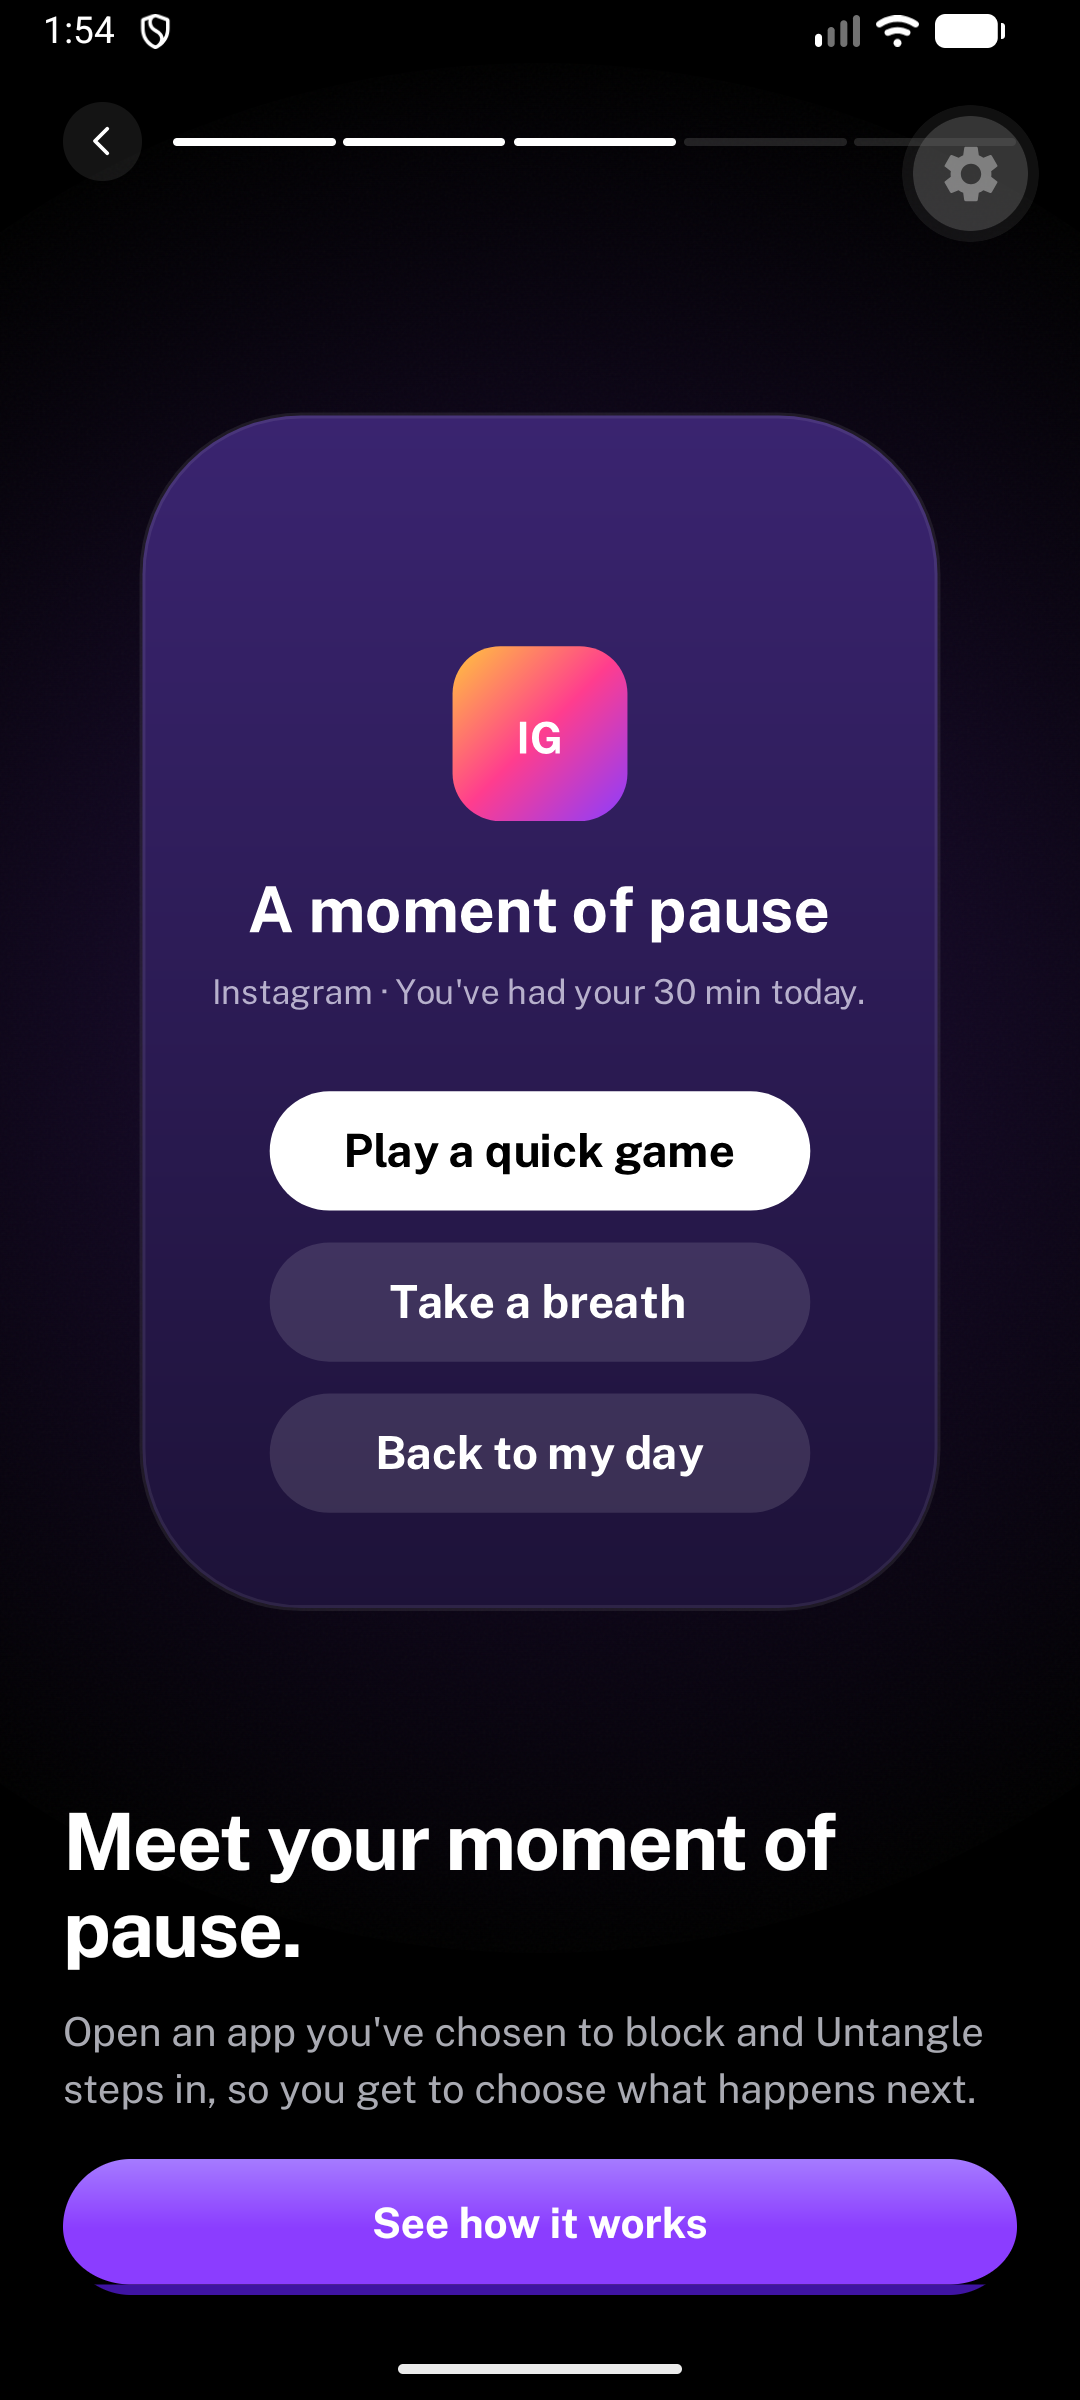 1:54
IG
A moment of pause
Instagram · You've had your 30 min today.
Play a quick game
Take a breath
Back to my day
Meet your moment of
pause.
Open an app you've chosen to block and Untangle
steps in, so you get to choose what happens next.
See how it works